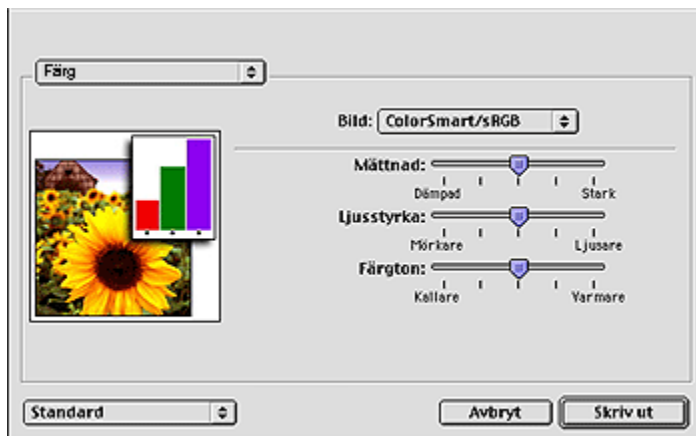 Färg
Bild: ColorSmart/sRGB
Mättnad:
Dämpad Stark
Ljusstyrka:
Mörkare Ljusare
Färgton:
Kallare Varmare
Standard Avbryt Skriv ut